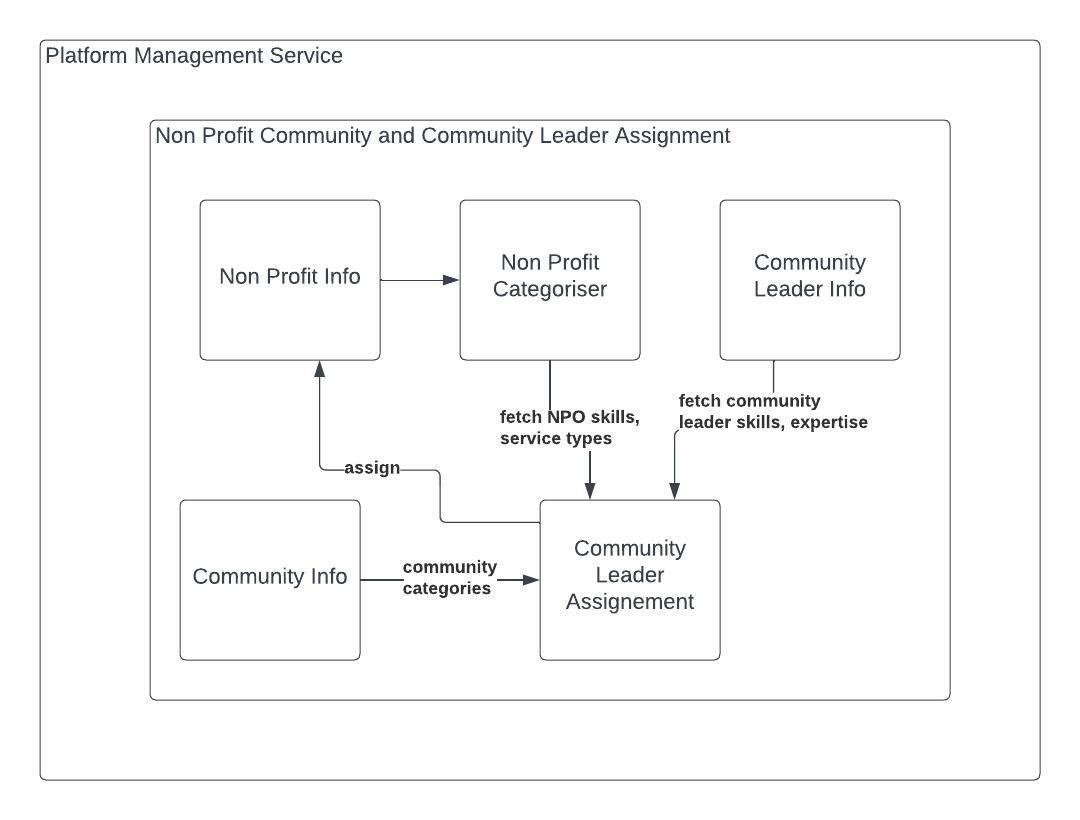 Platform Management Service
Non Profit Community and Community Leader Assignment
Non Profit Info
Non Profit
Categoriser
Community
Leader Info
fetch NPO skills,
service types
fetch community
leader skills, expertise
assign
Community Info
community
categories
Community
Leader
Assignement